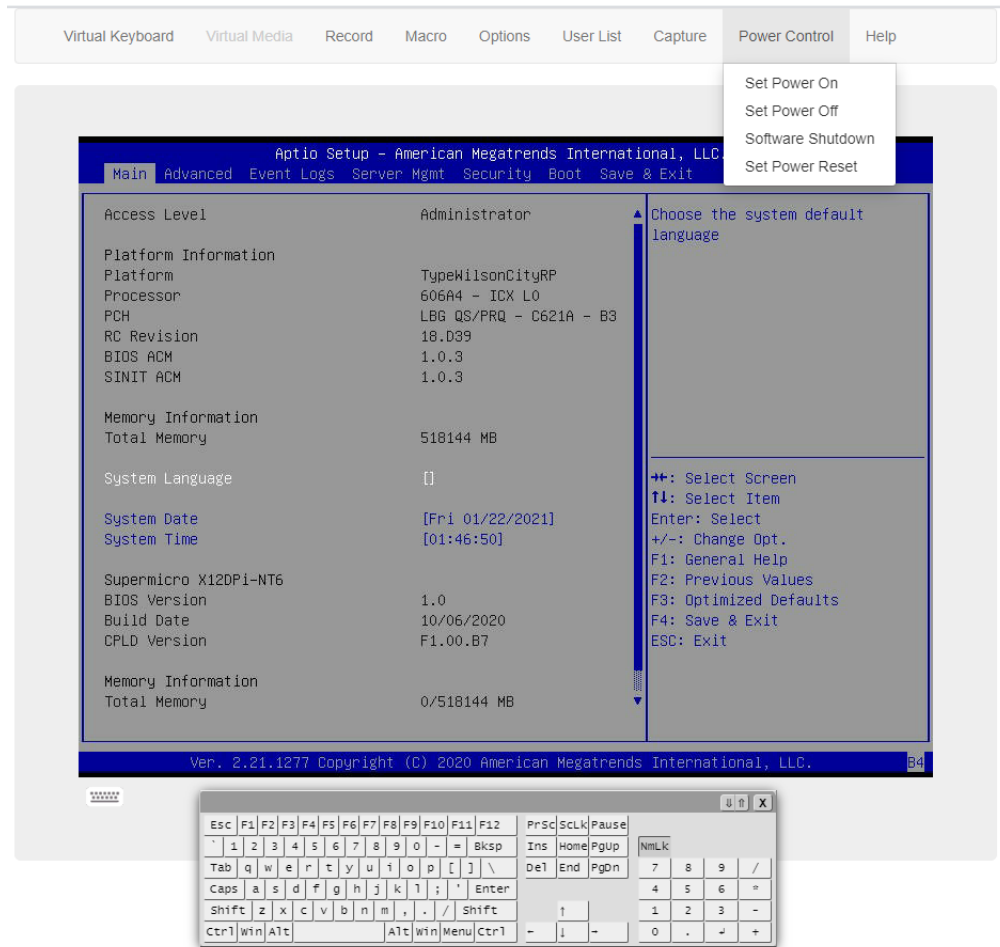 Virtual Keyboard Virtual Media Record Macro Options User List Capture Power Control Help
Set Power On
Set Power Off
Software Shutdown
Set Power Reset
Aptio Setup – American Megatrends International, LLC.
Main Advanced Event Logs Server Mgmt Security Boot Save & Exit
Access Level Administrator
Platform Information
Platform TypeWilsonCityRP
Processor 606A4 – ICX L0
PCH LBG QS/PRQ – C621A – B3
RC Revision 18.D39
BIOS ACM 1.0.3
SINIT ACM 1.0.3
Memory Information
Total Memory 518144 MB
System Language []
System Date [Fri 01/22/2021]
System Time [01:46:50]
Supermicro X12DPi-NT6
BIOS Version 1.0
Build Date 10/06/2020
CPLD Version F1.00.B7
Memory Information
Total Memory 0/518144 MB
Choose the system default
language
→←: Select Screen
↑↓: Select Item
Enter: Select
+/-: Change Opt.
F1: General Help
F2: Previous Values
F3: Optimized Defaults
F4: Save & Exit
ESC: Exit
Ver. 2.21.1277 Copyright (C) 2020 American Megatrends International, LLC.
B4
⇓ ⇑ X
Esc F1 F2 F3 F4 F5 F6 F7 F8 F9 F10 F11 F12 PrSc ScLk Pause
` 1 2 3 4 5 6 7 8 9 0 - = Bksp Ins Home PgUp NmLk
Tab q w e r t y u i o p [ ] \ Del End PgDn 7 8 9 /
Caps a s d f g h j k l ; ' Enter 4 5 6 *
Shift z x c v b n m , . / Shift ↑ 1 2 3 -
Ctrl Win Alt Alt Win Menu Ctrl ← ↓ → 0 . ↵ +